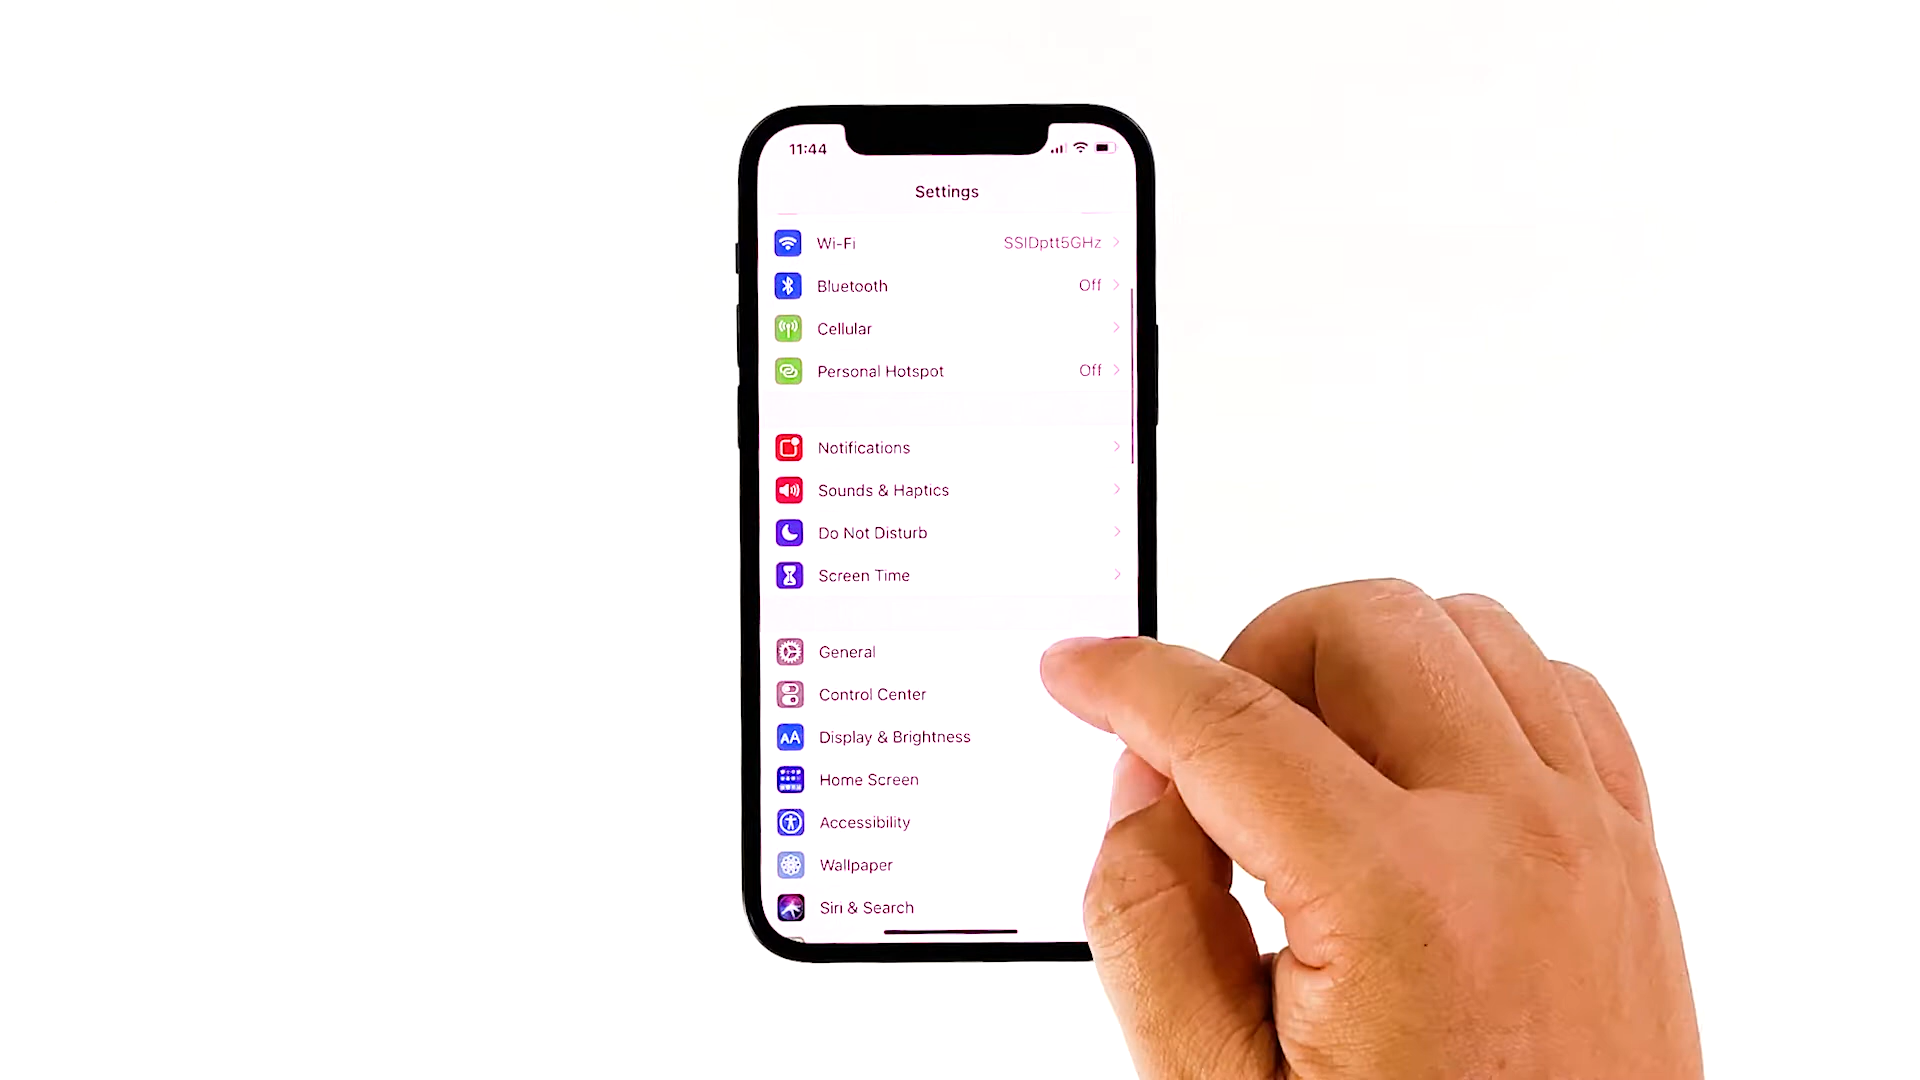 11:44
Settings
Wi-Fi SSIDptt5GHz
Bluetooth Off
Cellular
Personal Hotspot Off
Notifications
Sounds & Haptics
Do Not Disturb
Screen Time
General
Control Center
AA Display & Brightness
Home Screen
Accessibility
Wallpaper
Siri & Search